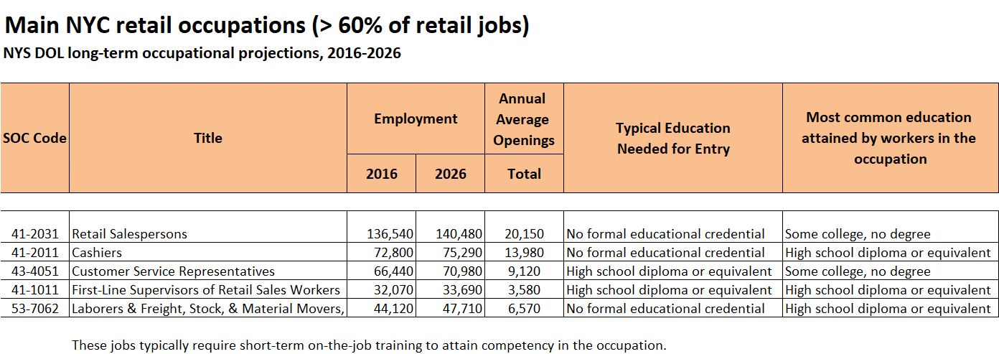 Main NYC retail occupations (> 60% of retail jobs)
NYS DOL long-term occupational projections, 2016-2026
SOC Code Title Employment Annual Average Openings Typical Education Needed for Entry Most common education attained by workers in the occupation
2016 2026 Total
41-2031 Retail Salespersons 136,540 140,480 20,150 No formal educational credential Some college, no degree
41-2011 Cashiers 72,800 75,290 13,980 No formal educational credential High school diploma or equivalent
43-4051 Customer Service Representatives 66,440 70,980 9,120 High school diploma or equivalent Some college, no degree
41-1011 First-Line Supervisors of Retail Sales Workers 32,070 33,690 3,580 High school diploma or equivalent High school diploma or equivalent
53-7062 Laborers & Freight, Stock, & Material Movers, 44,120 47,710 6,570 No formal educational credential High school diploma or equivalent
These jobs typically require short-term on-the-job training to attain competency in the occupation.